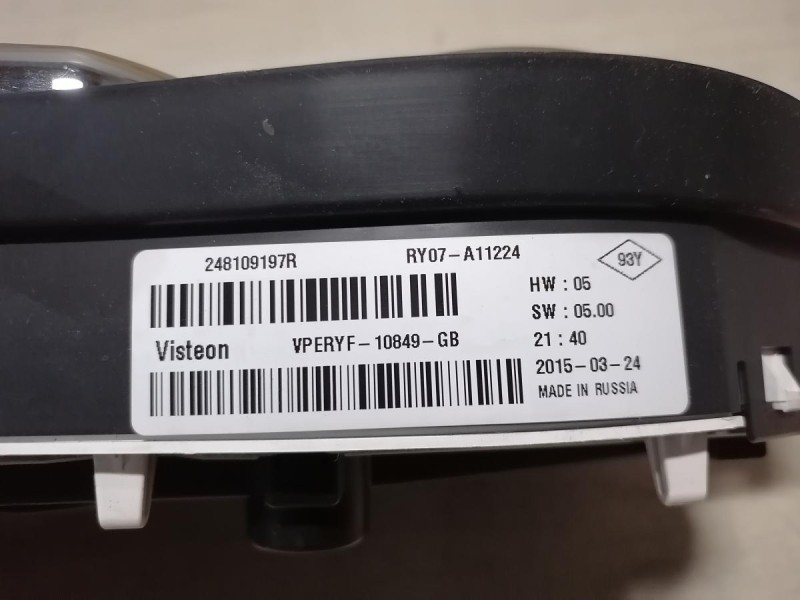 248109197R RY07-A11224
93Y
HW : 05
SW : 05.00
Visteon VPERYF-10849-GB
21 : 40
2015-03-24
MADE IN RUSSIA